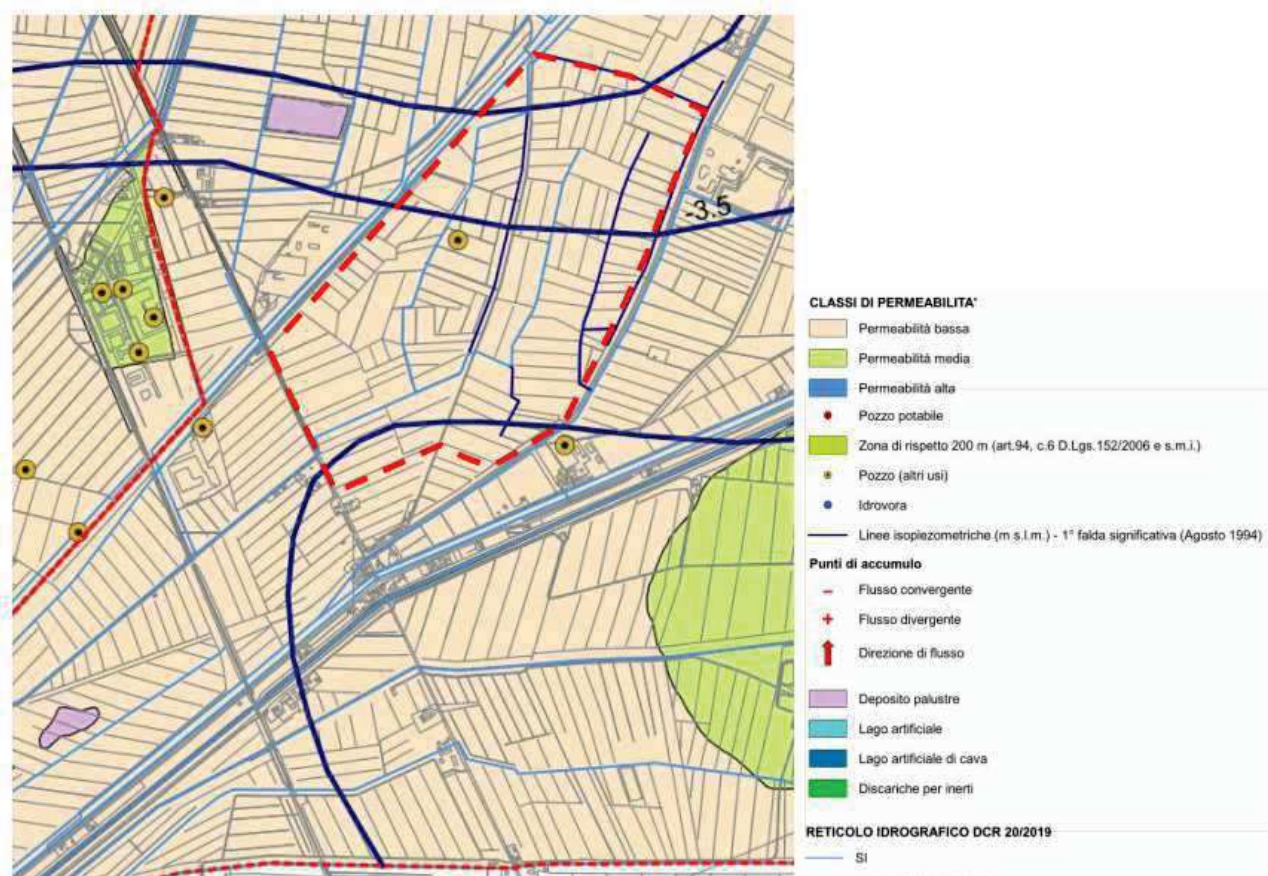 -3.5
CLASSI DI PERMEABILITA'
Permeabilità bassa
Permeabilità media
Permeabilità alta
Pozzo potabile
Zona di rispetto 200 m (art.94, c.6 D.Lgs.152/2006 e s.m.i.)
Pozzo (altri usi)
Idrovora
Linee isopiezometriche (m s.l.m.) - 1° falda significativa (Agosto 1994)
Punti di accumulo
Flusso convergente
Flusso divergente
Direzione di flusso
Deposito palustre
Lago artificiale
Lago artificiale di cava
Discariche per inerti
RETICOLO IDROGRAFICO DCR 20/2019
SI